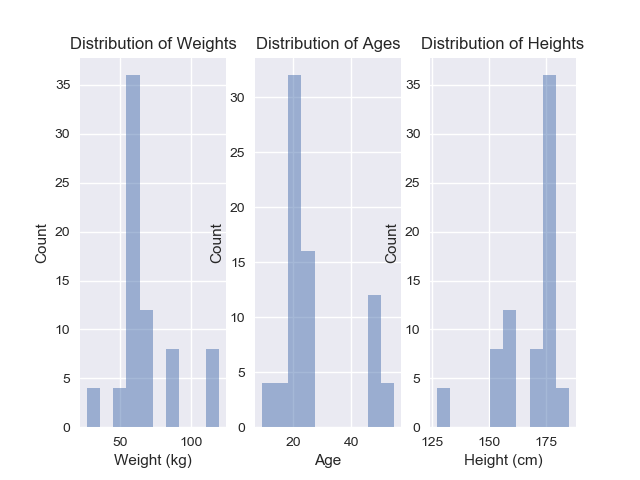 Distribution of Weights
35
30
25
20
15
10
5
0
50 100
Weight (kg)
Count
Distribution of Ages
30
25
20
15
10
5
0
20 40
Age
Count
Distribution of Heights
35
30
25
20
15
10
5
0
125 150 175
Height (cm)
Count